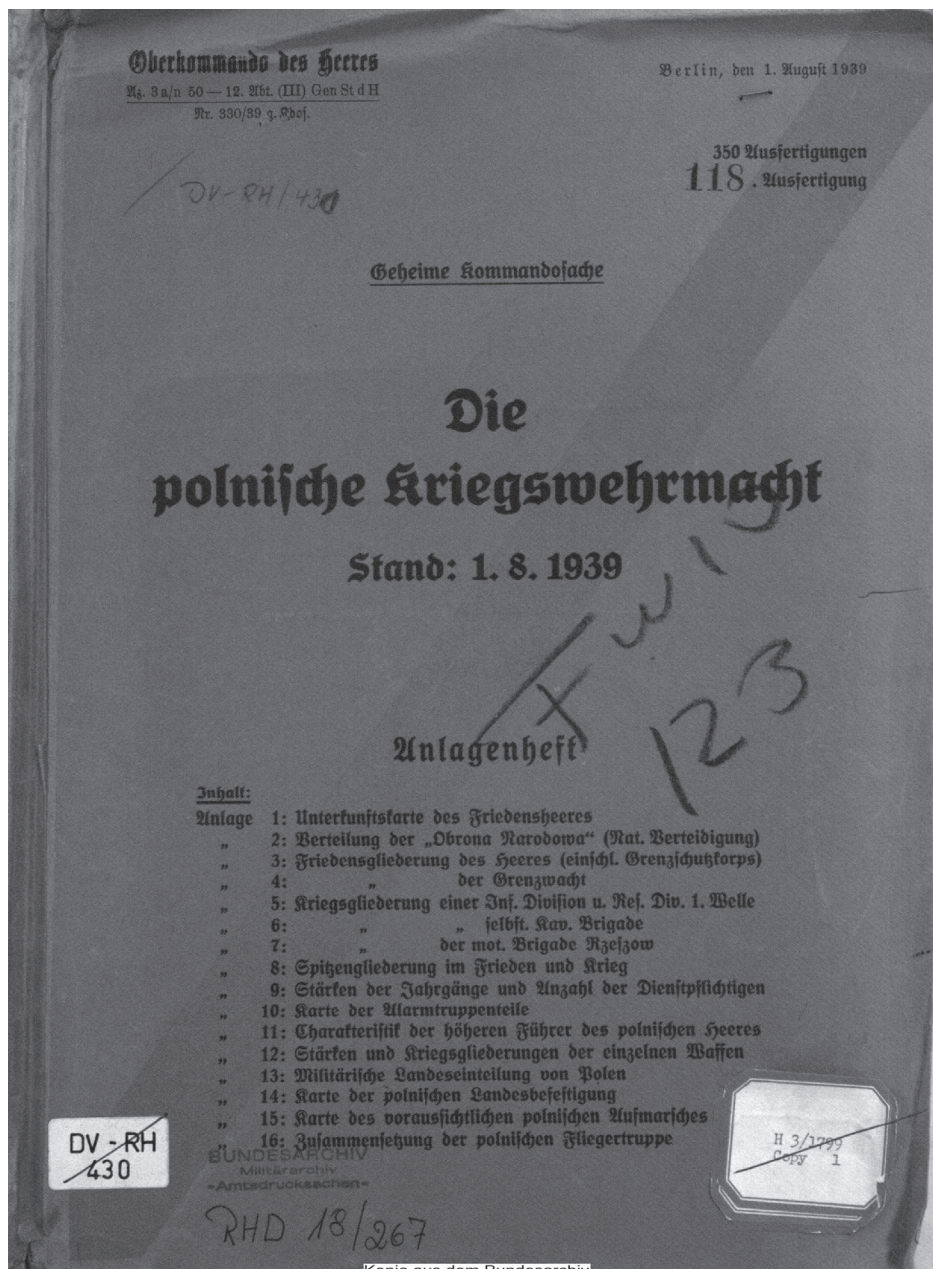 Oberkommando des Heeres
Az. 3 a/n 50 — 12. Abt. (III) Gen St d H
Nr. 330/39 g. Kdos.
Berlin, den 1. August 1939
350 Ausfertigungen
118. Ausfertigung
DV-RH/430
Geheime Kommandosache
Die
polnische Kriegswehrmacht
Stand: 1. 8. 1939
123
Anlagenheft
Inhalt:
Anlage 1: Unterkunftskarte des Friedensheeres
„ 2: Verteilung der „Obrona Narodowa“ (Nat. Verteidigung)
„ 3: Friedensgliederung des Heeres (einschl. Grenzschutzkorps)
„ 4: „ der Grenzwacht
„ 5: Kriegsgliederung einer Inf. Division u. Res. Div. 1. Welle
„ 6: „ „ selbst. Kav. Brigade
„ 7: „ der mot. Brigade Rzeszow
„ 8: Spitzengliederung im Frieden und Krieg
„ 9: Stärken der Jahrgänge und Anzahl der Dienstpflichtigen
„ 10: Karte der Alarmtruppenteile
„ 11: Charakteristik der höheren Führer des polnischen Heeres
„ 12: Stärken und Kriegsgliederungen der einzelnen Waffen
„ 13: Militärische Landeseinteilung von Polen
„ 14: Karte der polnischen Landesbefestigung
„ 15: Karte des voraussichtlichen polnischen Aufmarsches
„ 16: Zusammensetzung der polnischen Fliegertruppe
DV - RH
430
H 3/1799
Copy 1
BUNDESARCHIV
Militärarchiv
-Amtsdrucksachen-
RHD 18/267
Kopie aus dem Bundesarchiv